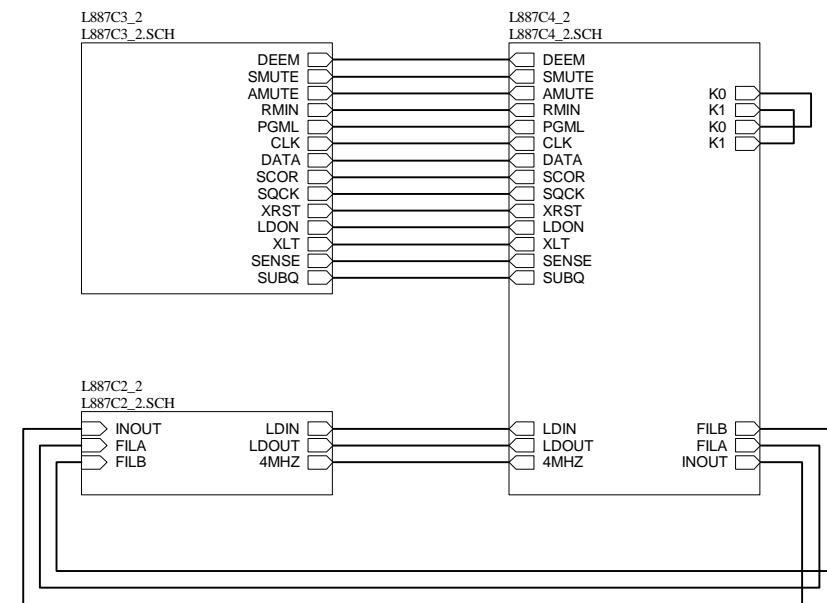 L887C3_2
L887C3_2.SCH
DEEM
SMUTE
AMUTE
RMIN
PGML
CLK
DATA
SCOR
SQCK
XRST
LDON
XLT
SENSE
SUBQ
L887C4_2
L887C4_2.SCH
DEEM
SMUTE
AMUTE
RMIN
PGML
CLK
DATA
SCOR
SQCK
XRST
LDON
XLT
SENSE
SUBQ
K0
K1
K0
K1
L887C2_2
L887C2_2.SCH
INOUT
FILA
FILB
LDIN
LDOUT
4MHZ
LDIN
LDOUT
4MHZ
FILB
FILA
INOUT